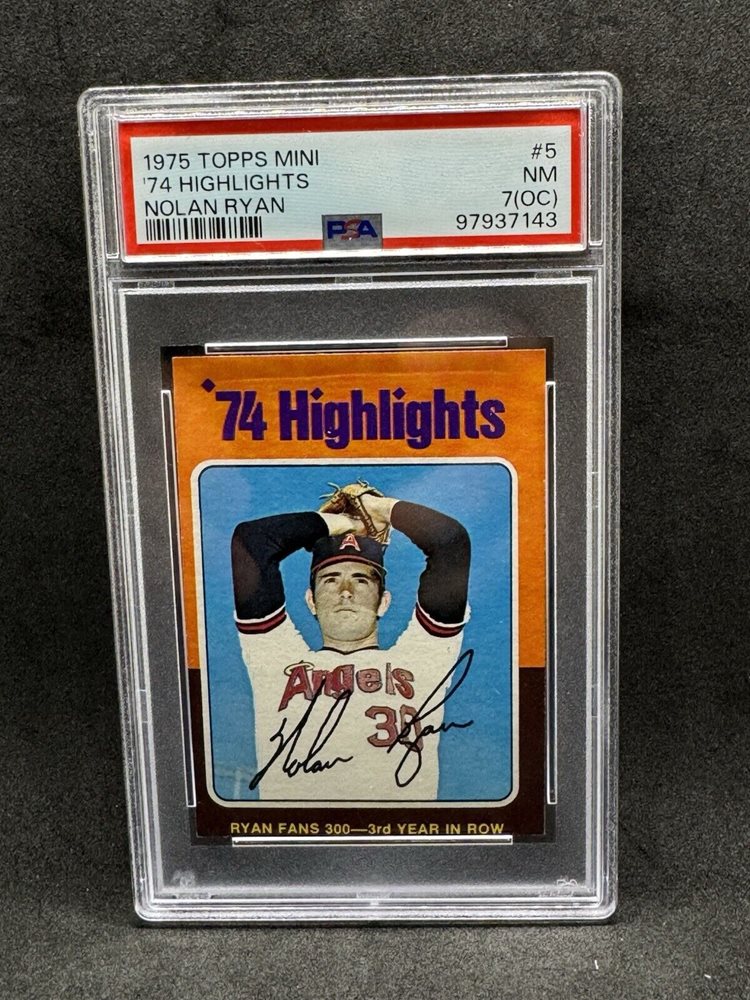 1975 TOPPS MINI #5
'74 HIGHLIGHTS NM
NOLAN RYAN 7(OC)
97937143
PSA
'74 Highlights
A
Angels
30
Nolan Ryan
RYAN FANS 300—3rd YEAR IN ROW